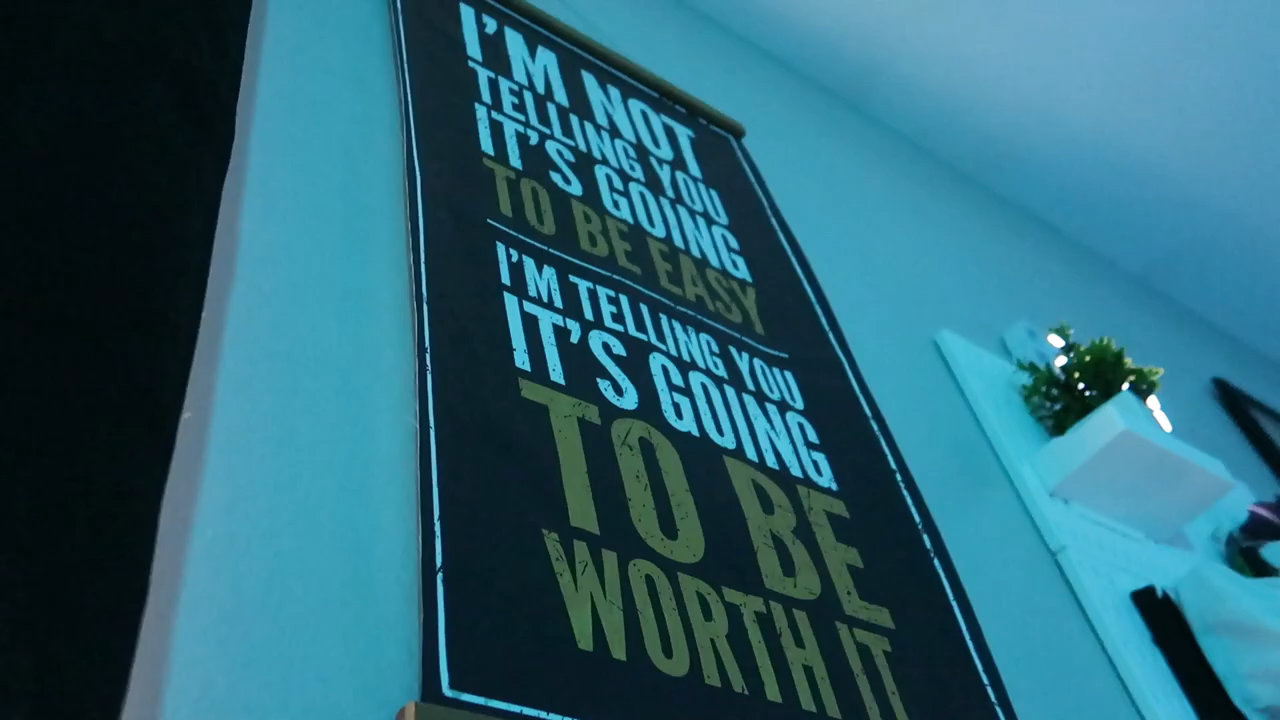 I'M NOT
TELLING YOU
IT'S GOING
TO BE EASY
I'M TELLING YOU
IT'S GOING
TO BE
WORTH IT